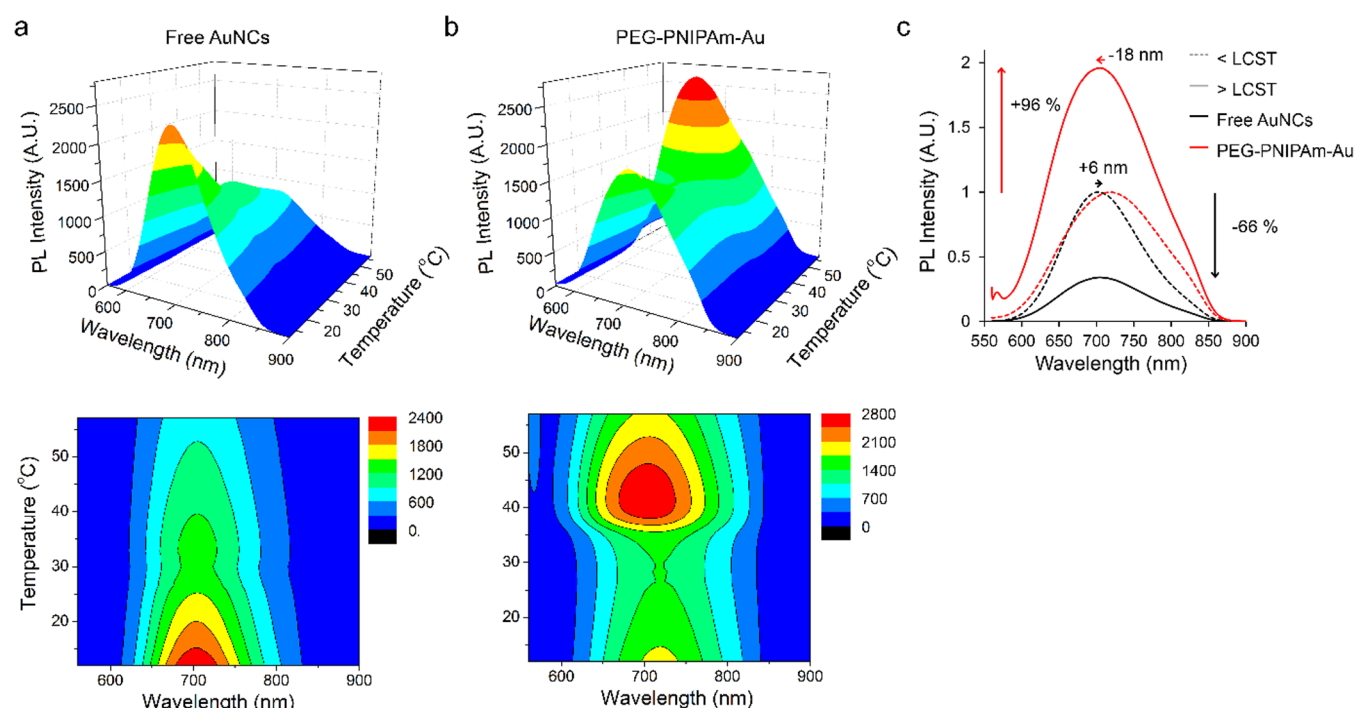 a
Free AuNCs
PL Intensity (A.U.)
2500
2000
1500
1000
500
0
600
700
800
900
Wavelength (nm)
20
30
40
50
Temperature (°C)
b
PEG-PNIPAm-Au
PL Intensity (A.U.)
2500
2000
1500
1000
500
0
600
700
800
900
Wavelength (nm)
20
30
40
50
Temperature (°C)
c
PL Intensity (A.U.)
2
1.5
1
0.5
0
550 600 650 700 750 800 850 900
Wavelength (nm)
-18 nm
+96 %
+6 nm
-66 %
< LCST
> LCST
Free AuNCs
PEG-PNIPAm-Au
Temperature (°C)
50
40
30
20
600 700 800 900
Wavelength (nm)
2400
1800
1200
600
0.
50
40
30
20
600 700 800 900
Wavelength (nm)
2800
2100
1400
700
0